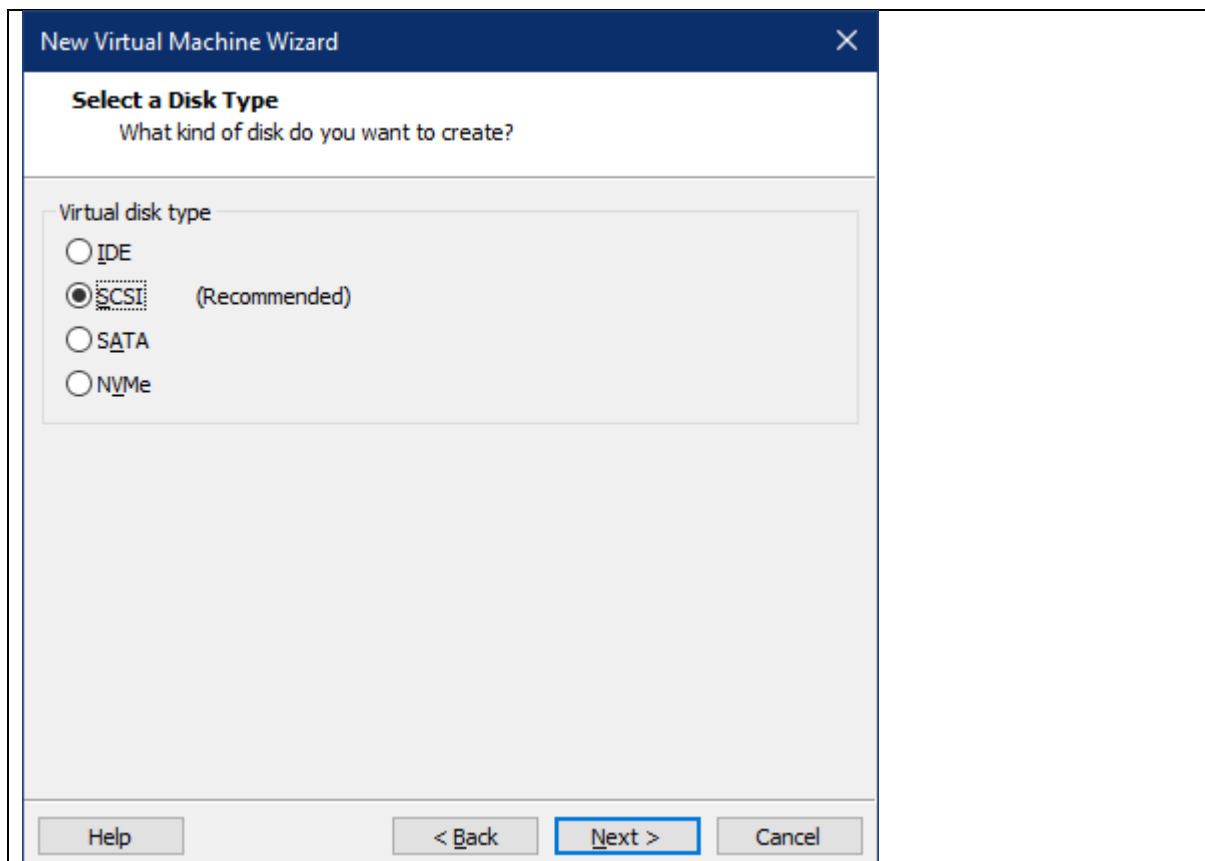 New Virtual Machine Wizard
Select a Disk Type
What kind of disk do you want to create?
Virtual disk type
IDE
SCSI (Recommended)
SATA
NVMe
Help < Back Next > Cancel